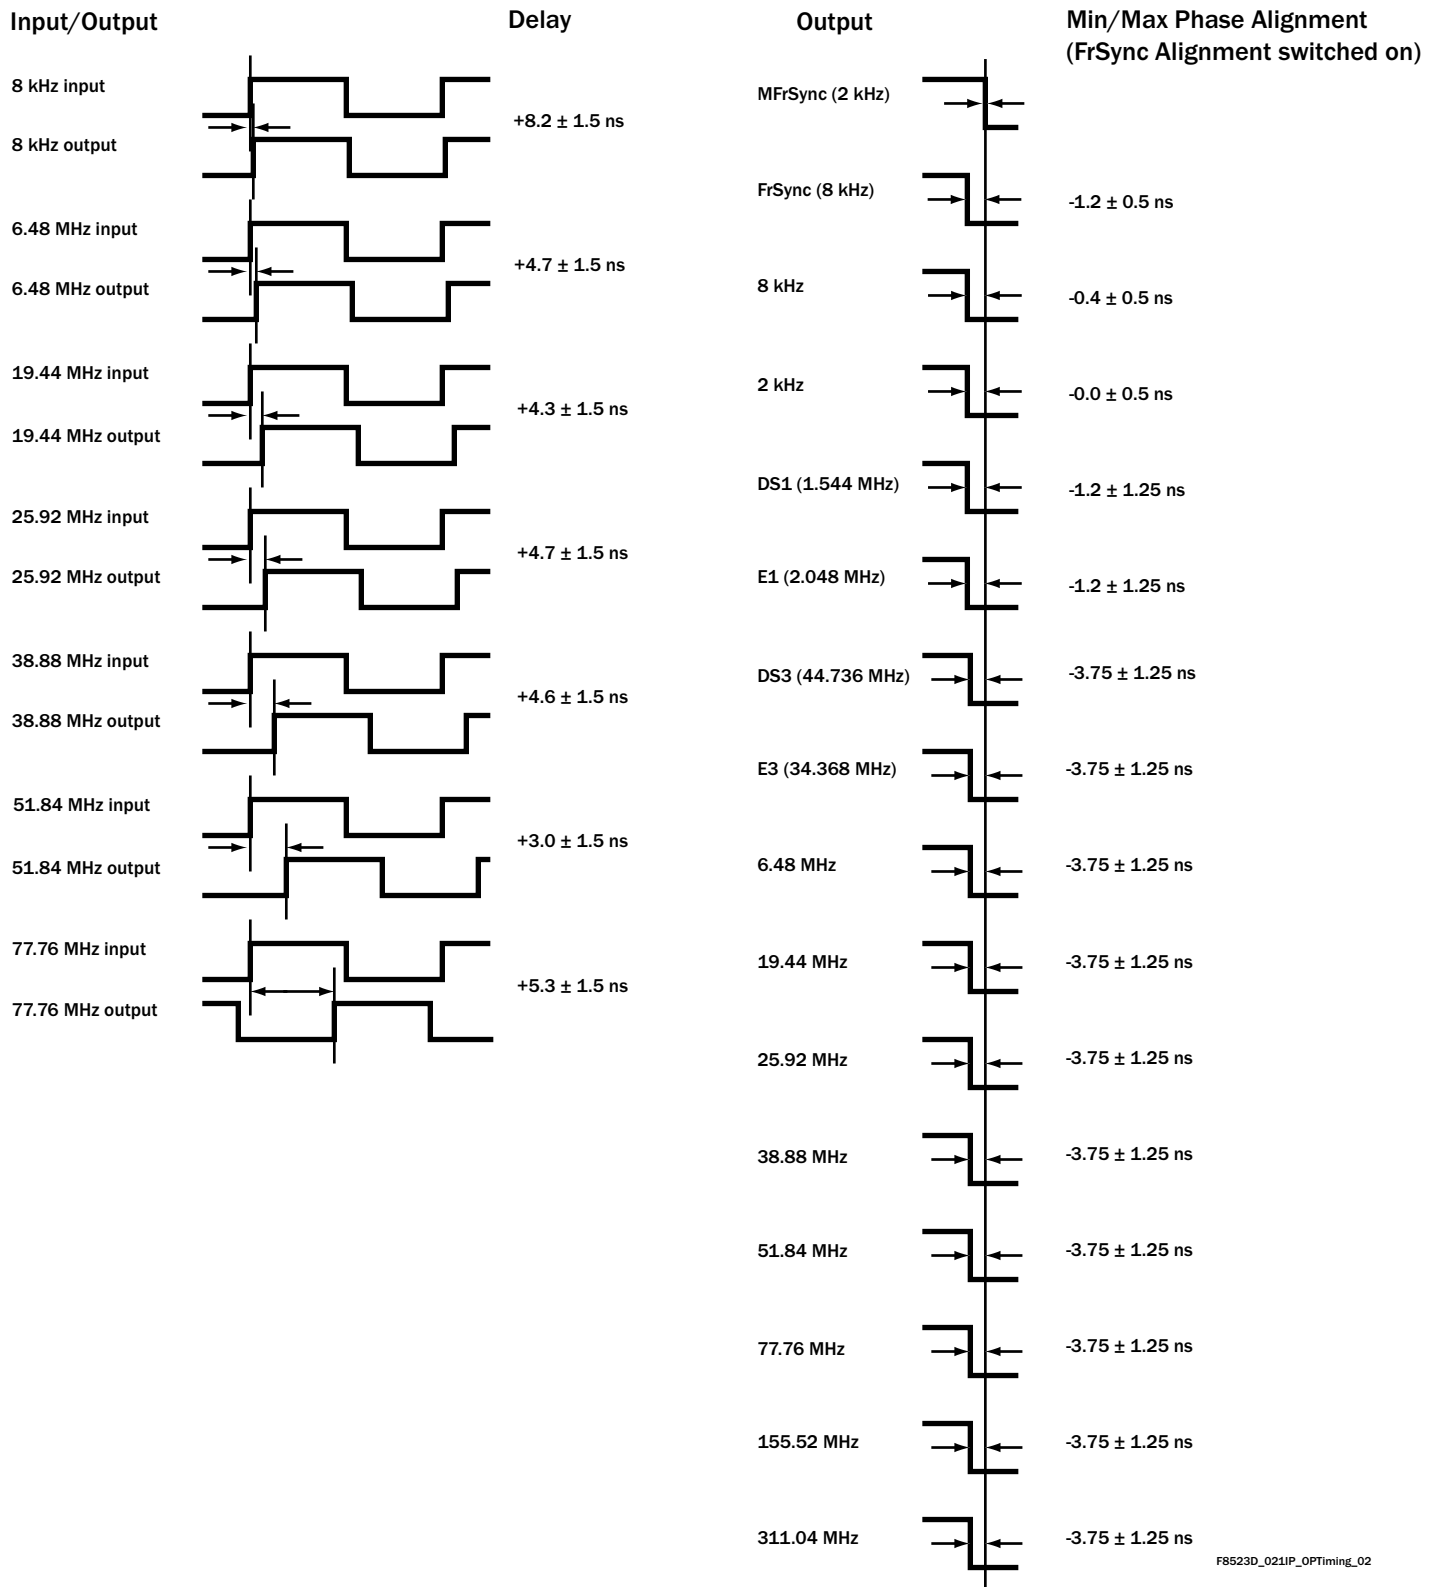 Input/Output
Delay
8 kHz input
8 kHz output
+8.2 ± 1.5 ns
6.48 MHz input
6.48 MHz output
+4.7 ± 1.5 ns
19.44 MHz input
19.44 MHz output
+4.3 ± 1.5 ns
25.92 MHz input
25.92 MHz output
+4.7 ± 1.5 ns
38.88 MHz input
38.88 MHz output
+4.6 ± 1.5 ns
51.84 MHz input
51.84 MHz output
+3.0 ± 1.5 ns
77.76 MHz input
77.76 MHz output
+5.3 ± 1.5 ns
Output
Min/Max Phase Alignment
(FrSync Alignment switched on)
MFrSync (2 kHz)
FrSync (8 kHz)
-1.2 ± 0.5 ns
8 kHz
-0.4 ± 0.5 ns
2 kHz
-0.0 ± 0.5 ns
DS1 (1.544 MHz)
-1.2 ± 1.25 ns
E1 (2.048 MHz)
-1.2 ± 1.25 ns
DS3 (44.736 MHz)
-3.75 ± 1.25 ns
E3 (34.368 MHz)
-3.75 ± 1.25 ns
6.48 MHz
-3.75 ± 1.25 ns
19.44 MHz
-3.75 ± 1.25 ns
25.92 MHz
-3.75 ± 1.25 ns
38.88 MHz
-3.75 ± 1.25 ns
51.84 MHz
-3.75 ± 1.25 ns
77.76 MHz
-3.75 ± 1.25 ns
155.52 MHz
-3.75 ± 1.25 ns
311.04 MHz
-3.75 ± 1.25 ns
F8523D_021IP_OPTiming_02